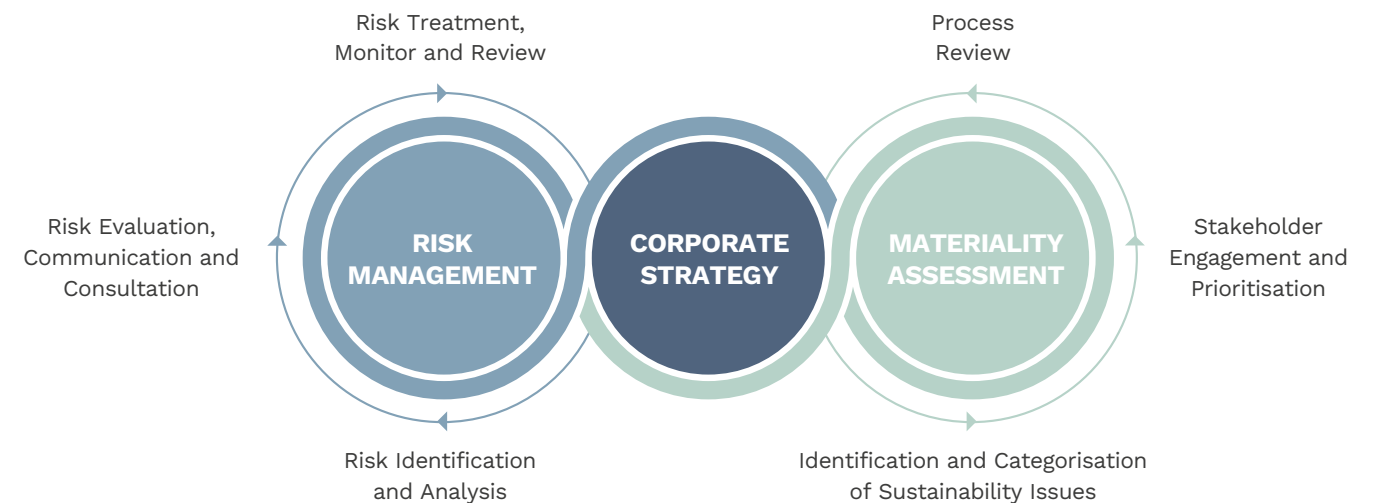 Risk Treatment,
Monitor and Review
Process
Review
Risk Evaluation,
Communication and
Consultation
RISK
MANAGEMENT
CORPORATE
STRATEGY
MATERIALITY
ASSESSMENT
Stakeholder
Engagement and
Prioritisation
Risk Identification
and Analysis
Identification and Categorisation
of Sustainability Issues